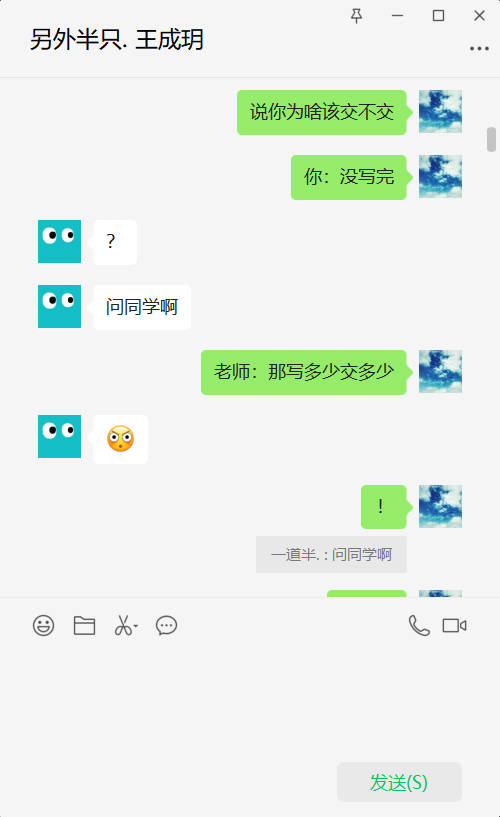 另外半只. 王成玥
说你为啥该交不交
你：没写完
？
问同学啊
老师：那写多少交多少
！
一道半. : 问同学啊
发送(S)